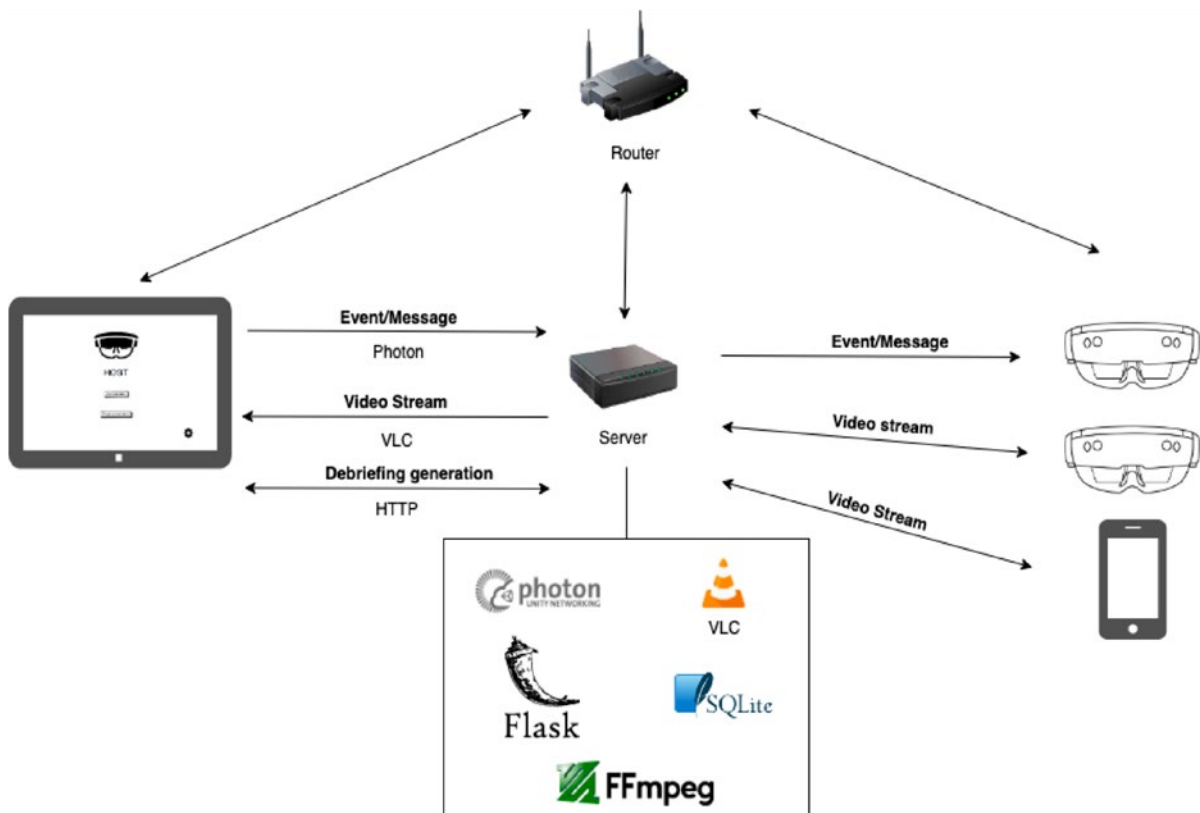 Router
HOST
Event/Message
Photon
Video Stream
VLC
Debriefing generation
HTTP
Server
Event/Message
Video stream
Video Stream
photon
UNITY NETWORKING
VLC
Flask
SQLite
FFmpeg